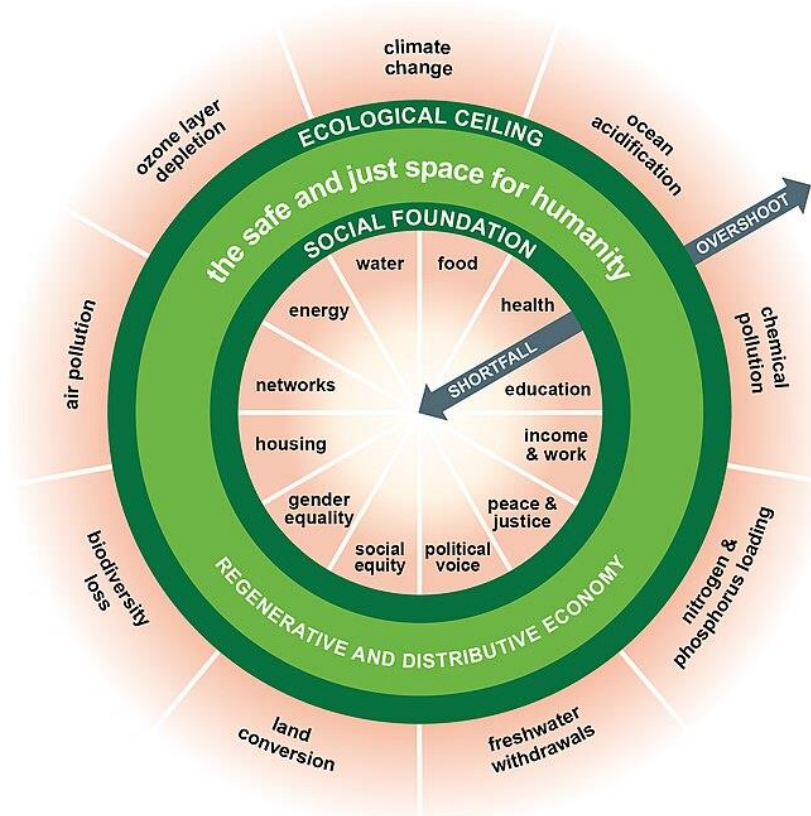 climate
change
ocean
acidification
chemical
pollution
nitrogen &
phosphorus loading
freshwater
withdrawals
land
conversion
biodiversity
loss
air pollution
ozone layer
depletion
ECOLOGICAL CEILING
OVERSHOOT
the safe and just space for humanity
REGENERATIVE AND DISTRIBUTIVE ECONOMY
SOCIAL FOUNDATION
water
food
health
SHORTFALL
education
income
& work
peace &
justice
political
voice
social
equity
gender
equality
housing
networks
energy